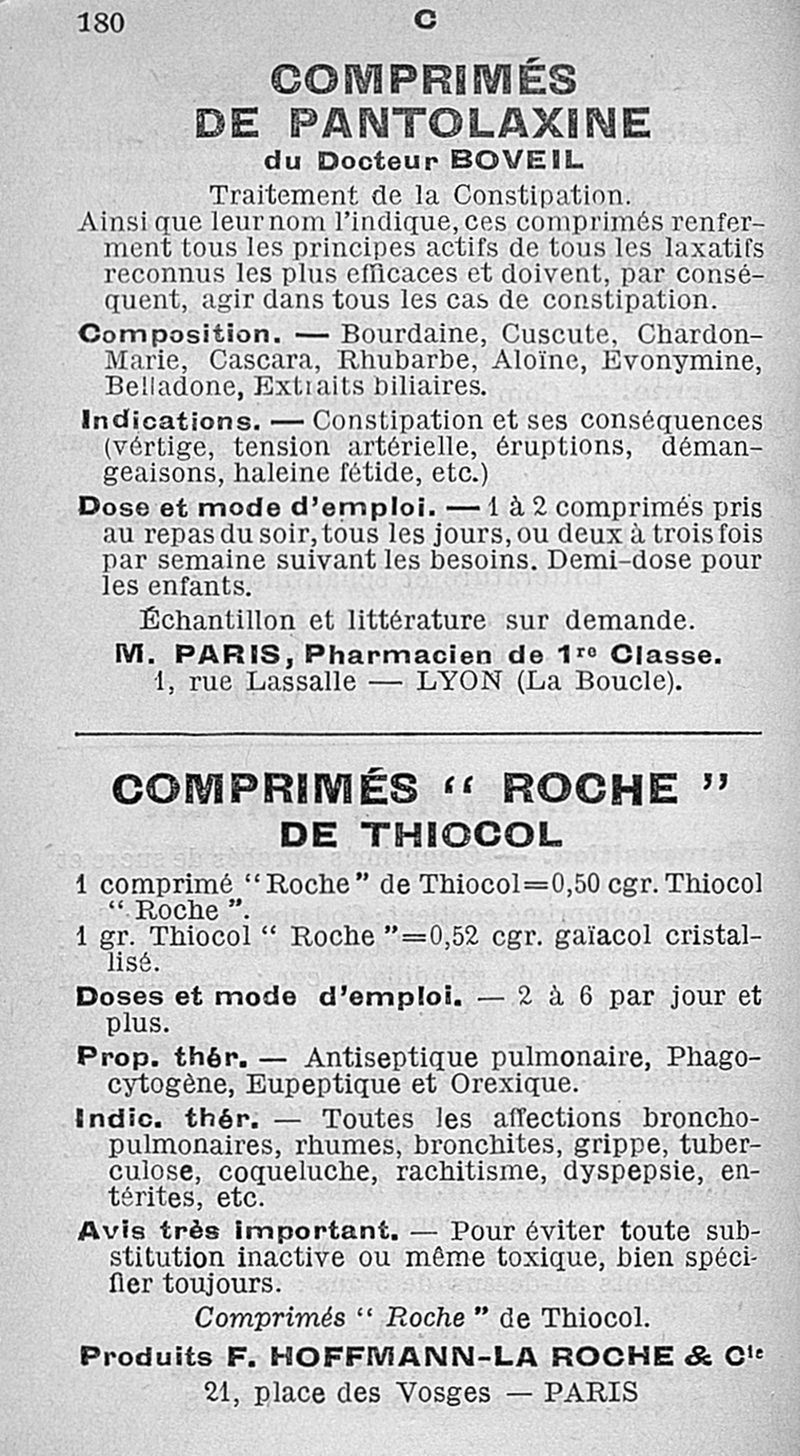 180
C
COMPRIMÉS
DE PANTOLAXINE
du Docteur BOVEIL
Traitement de la Constipation.
Ainsi que leur nom l'indique, ces comprimés renfer-
ment tous les principes actifs de tous les laxatifs
reconnus les plus efficaces et doivent, par consé-
quent, agir dans tous les cas de constipation.
Composition. — Bourdaine, Cuscute, Chardon-
Marie, Cascara, Rhubarbe, Aloïne, Evonymine,
Belladone, Extraits biliaires.
Indications. — Constipation et ses conséquences
(vértige, tension artérielle, éruptions, déman-
geaisons, haleine fétide, etc.)
Dose et mode d'emploi. — 1 à 2 comprimés pris
au repas du soir, tous les jours, ou deux à trois fois
par semaine suivant les besoins. Demi-dose pour
les enfants.
Échantillon et littérature sur demande.
M. PARIS, Pharmacien de 1re Classe.
1, rue Lassalle — LYON (La Boucle).
COMPRIMÉS “ ROCHE ”
DE THIOCOL
1 comprimé “Roche” de Thiocol=0,50 cgr. Thiocol
“ Roche ”.
1 gr. Thiocol “ Roche ”=0,52 cgr. gaïacol cristal-
lisé.
Doses et mode d'emploi. — 2 à 6 par jour et
plus.
Prop. thér. — Antiseptique pulmonaire, Phago-
cytogène, Eupeptique et Orexique.
Indic. thér. — Toutes les affections broncho-
pulmonaires, rhumes, bronchites, grippe, tuber-
culose, coqueluche, rachitisme, dyspepsie, en-
térites, etc.
Avis très important. — Pour éviter toute sub-
stitution inactive ou même toxique, bien spéci-
fier toujours.
Comprimés “ Roche ” de Thiocol.
Produits F. HOFFMANN-LA ROCHE & Cie
21, place des Vosges — PARIS